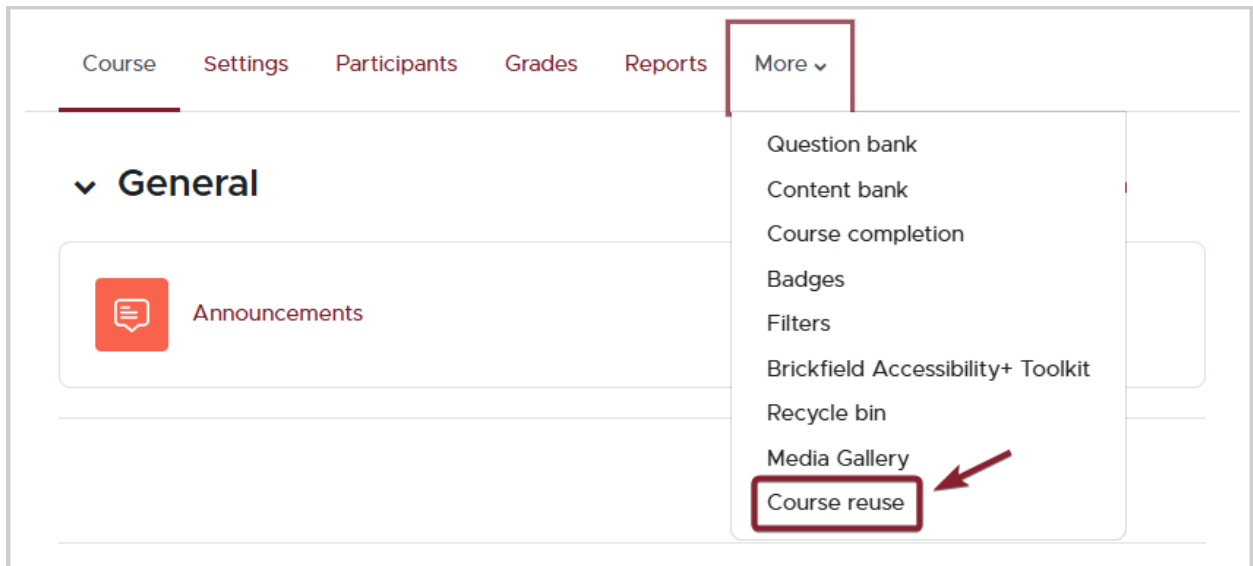 Course Settings Participants Grades Reports More
General
Announcements
Question bank
Content bank
Course completion
Badges
Filters
Brickfield Accessibility+ Toolkit
Recycle bin
Media Gallery
Course reuse